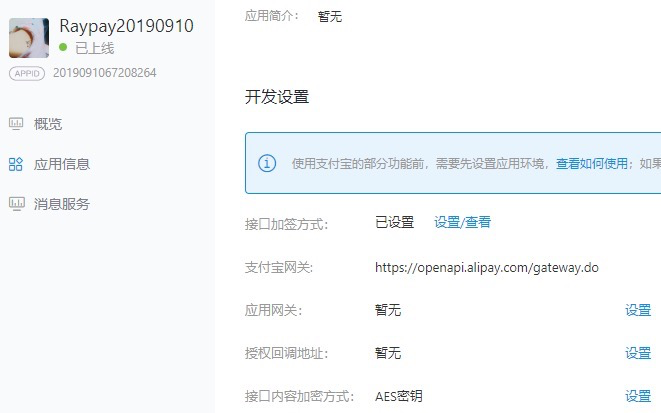 Raypay20190910
已上线
APPID 2019091067208264
概览
应用信息
消息服务
应用简介： 暂无
开发设置
使用支付宝的部分功能前，需要先设置应用环境，查看如何使用；如果
接口加签方式： 已设置 设置/查看
支付宝网关: https://openapi.alipay.com/gateway.do
应用网关： 暂无 设置
授权回调地址： 暂无 设置
接口内容加密方式： AES密钥 设置